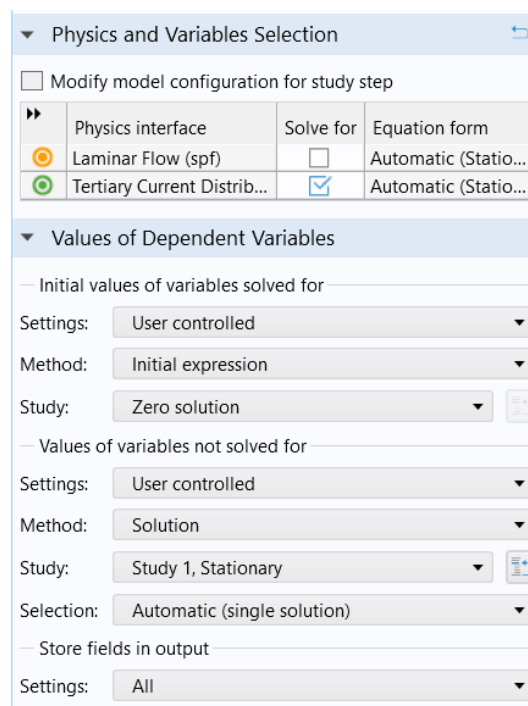 Physics and Variables Selection
Modify model configuration for study step
Physics interface Solve for Equation form
Laminar Flow (spf) Automatic (Statio...
Tertiary Current Distrib... Automatic (Statio...
Values of Dependent Variables
Initial values of variables solved for
Settings: User controlled
Method: Initial expression
Study: Zero solution
Values of variables not solved for
Settings: User controlled
Method: Solution
Study: Study 1, Stationary
Selection: Automatic (single solution)
Store fields in output
Settings: All